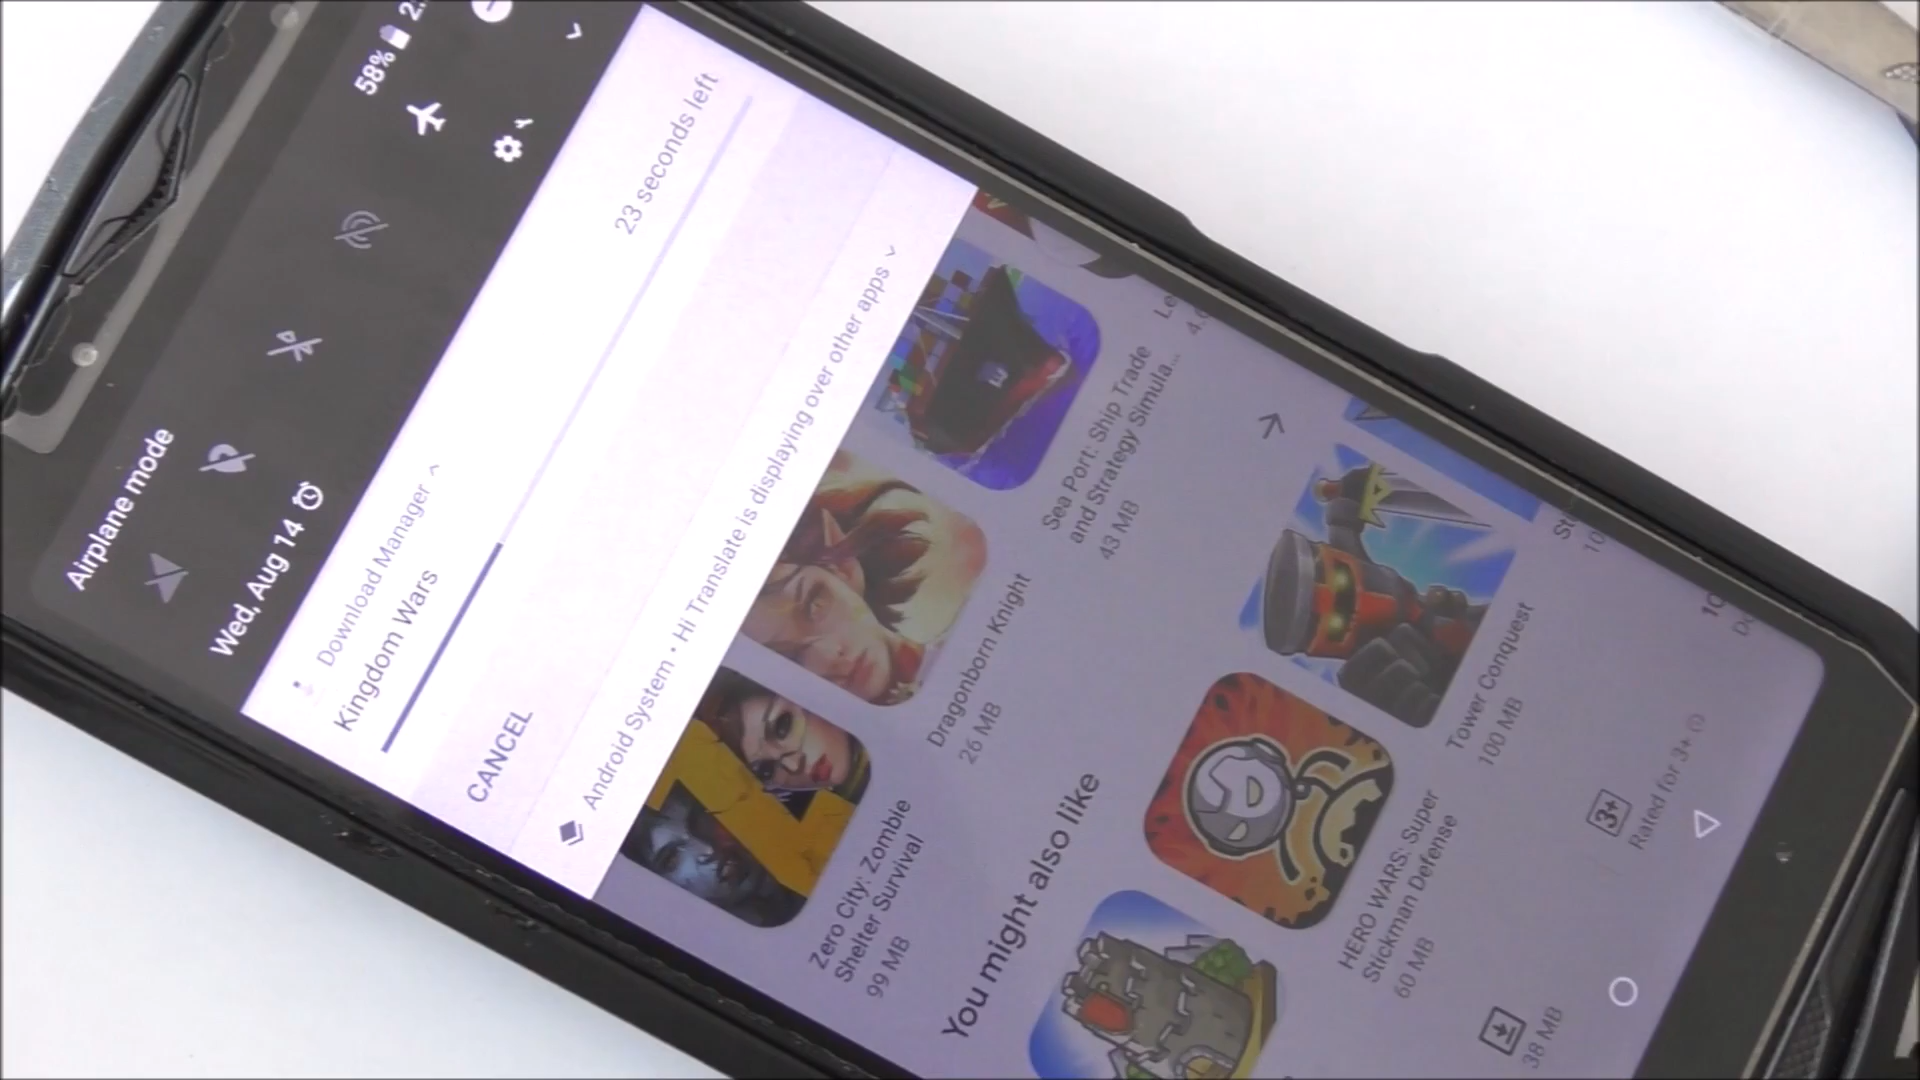 Airplane mode
58%
Wed, Aug 14
Download Manager
Kingdom Wars
23 seconds left
CANCEL
Android System • Hi Translate is displaying over other apps
Zero City: Zombie
Shelter Survival
99 MB
Dragonborn Knight
26 MB
Sea Port: Ship Trade
and Strategy Simula...
43 MB
You might also like
HERO WARS: Super
Stickman Defense
60 MB
Tower Conquest
100 MB
38 MB
3+
Rated for 3+